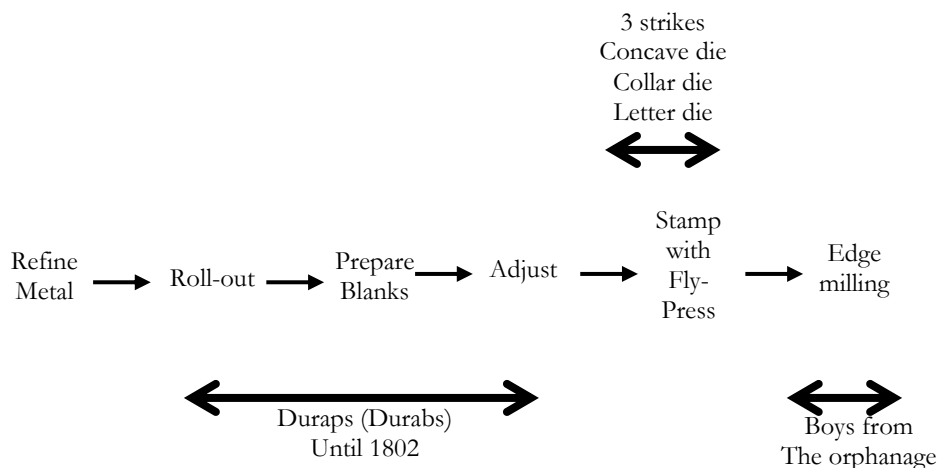 3 strikes
Concave die
Collar die
Letter die
Refine
Metal
Roll-out
Prepare
Blanks
Adjust
Stamp
with
Fly-
Press
Edge
milling
Duraps (Durabs)
Until 1802
Boys from
The orphanage